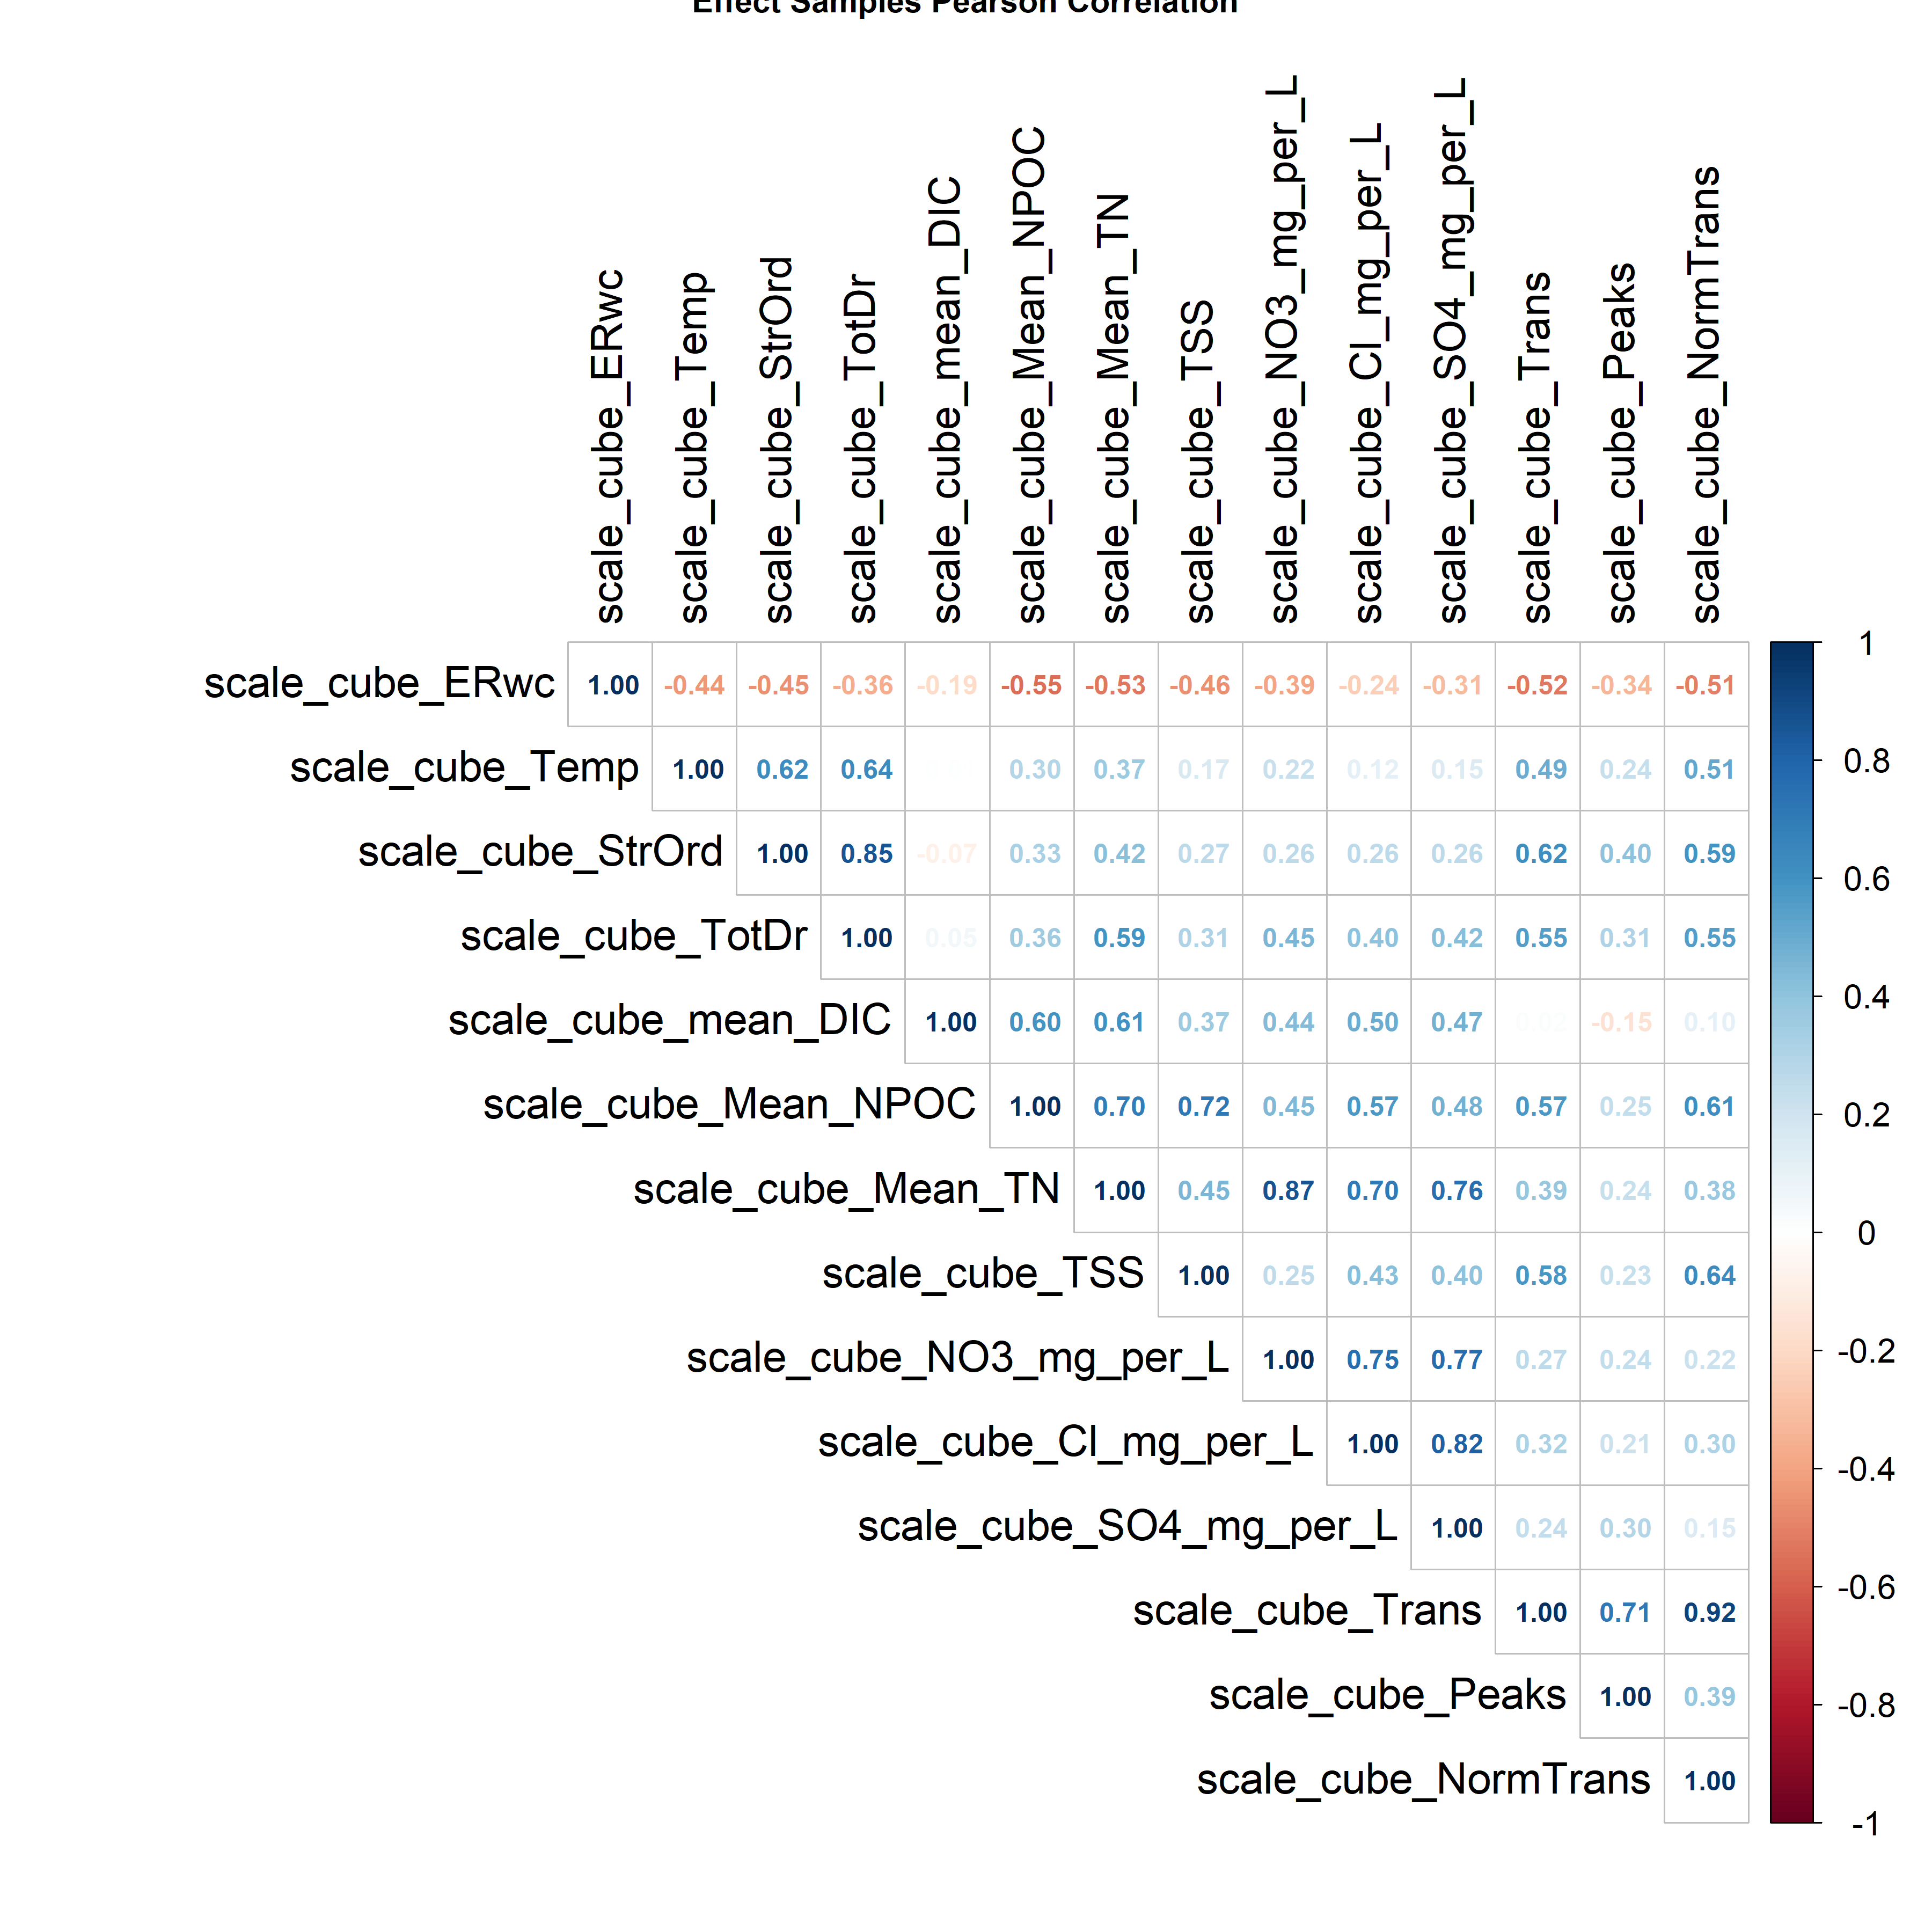 Effect Samples Pearson Correlation
scale_cube_ERwc
scale_cube_Temp
scale_cube_StrOrd
scale_cube_TotDr
scale_cube_mean_DIC
scale_cube_Mean_NPOC
scale_cube_Mean_TN
scale_cube_TSS
scale_cube_NO3_mg_per_L
scale_cube_Cl_mg_per_L
scale_cube_SO4_mg_per_L
scale_cube_Trans
scale_cube_Peaks
scale_cube_NormTrans
scale_cube_ERwc 1.00 -0.44 -0.45 -0.36 -0.19 -0.55 -0.53 -0.46 -0.39 -0.24 -0.31 -0.52 -0.34 -0.51
scale_cube_Temp 1.00 0.62 0.64 0.30 0.37 0.17 0.22 0.12 0.15 0.49 0.24 0.51
scale_cube_StrOrd 1.00 0.85 -0.07 0.33 0.42 0.27 0.26 0.26 0.26 0.62 0.40 0.59
scale_cube_TotDr 1.00 0.05 0.36 0.59 0.31 0.45 0.40 0.42 0.55 0.31 0.55
scale_cube_mean_DIC 1.00 0.60 0.61 0.37 0.44 0.50 0.47 0.02 -0.15 0.10
scale_cube_Mean_NPOC 1.00 0.70 0.72 0.45 0.57 0.48 0.57 0.25 0.61
scale_cube_Mean_TN 1.00 0.45 0.87 0.70 0.76 0.39 0.24 0.38
scale_cube_TSS 1.00 0.25 0.43 0.40 0.58 0.23 0.64
scale_cube_NO3_mg_per_L 1.00 0.75 0.77 0.27 0.24 0.22
scale_cube_Cl_mg_per_L 1.00 0.82 0.32 0.21 0.30
scale_cube_SO4_mg_per_L 1.00 0.24 0.30 0.15
scale_cube_Trans 1.00 0.71 0.92
scale_cube_Peaks 1.00 0.39
scale_cube_NormTrans 1.00
1
0.8
0.6
0.4
0.2
0
-0.2
-0.4
-0.6
-0.8
-1